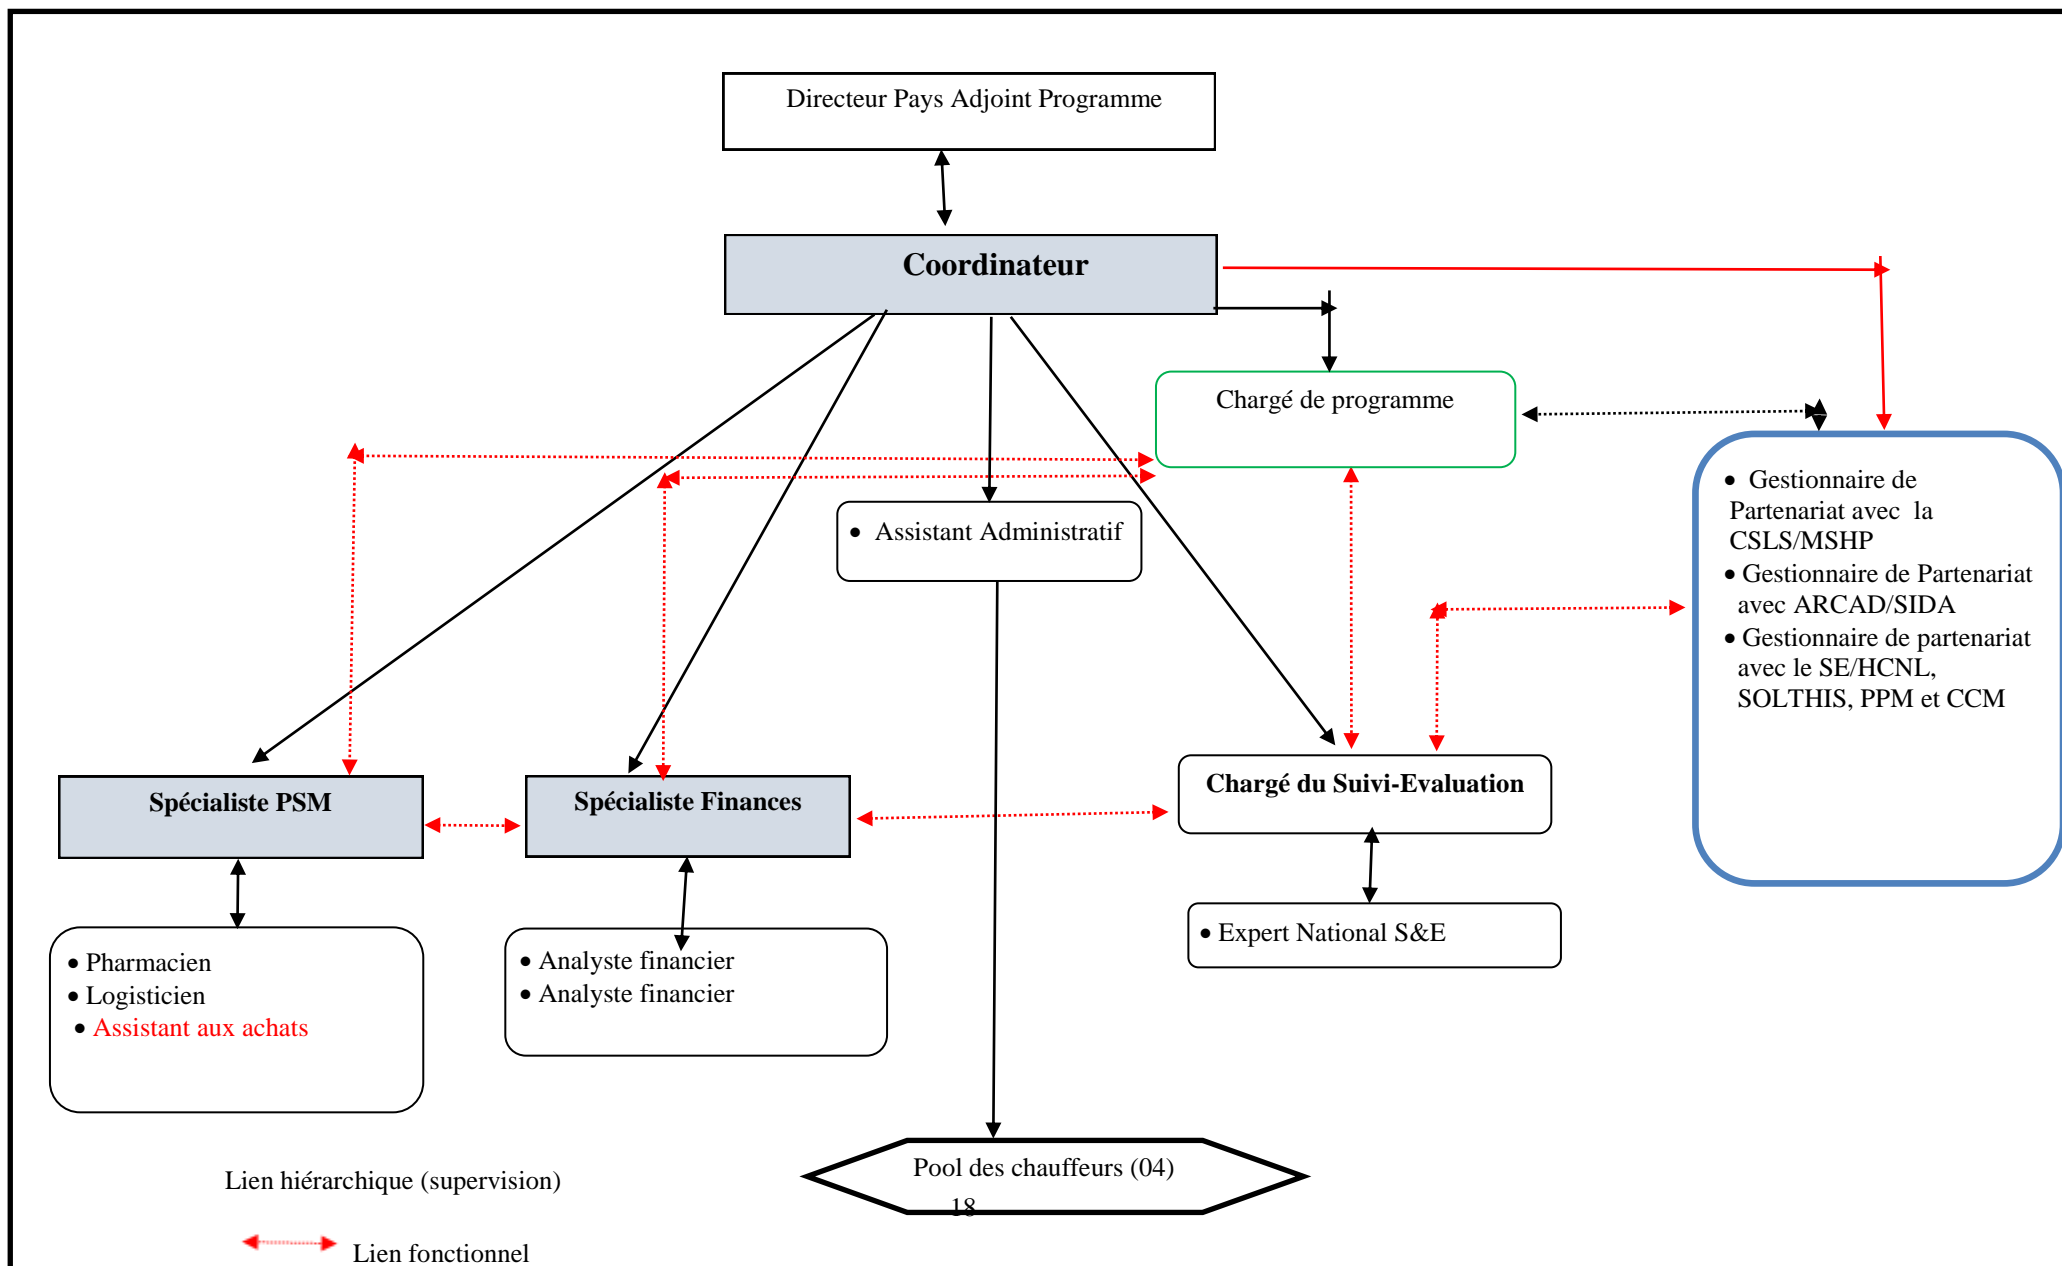 Directeur Pays Adjoint Programme
Coordinateur
Chargé de programme
• Assistant Administratif
• Gestionnaire de
Partenariat avec la
CSLS/MSHP
• Gestionnaire de Partenariat
avec ARCAD/SIDA
• Gestionnaire de partenariat
avec le SE/HCNL,
SOLTHIS, PPM et CCM
Spécialiste PSM
Spécialiste Finances
Chargé du Suivi-Evaluation
• Pharmacien
• Logisticien
• Assistant aux achats
• Analyste financier
• Analyste financier
• Expert National S&E
Pool des chauffeurs (04)
18
Lien hiérarchique (supervision)
Lien fonctionnel